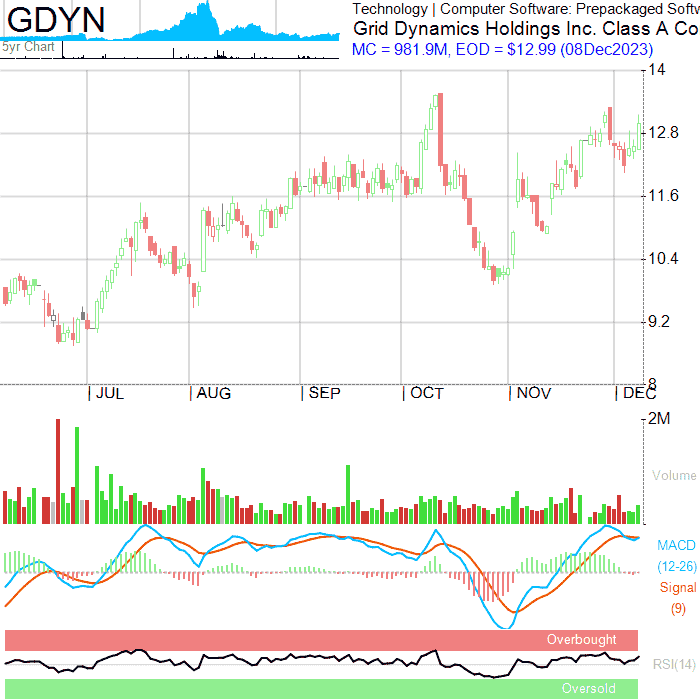 GDYN
5yr Chart
Technology | Computer Software: Prepackaged Softw
Grid Dynamics Holdings Inc. Class A Co
MC = 981.9M, EOD = $12.99 (08Dec2023)
14
12.8
11.6
10.4
9.2
8
| JUL | AUG | SEP | OCT | NOV | DEC
2M
Volume
MACD
(12-26)
Signal
(9)
Overbought
RSI(14)
Oversold